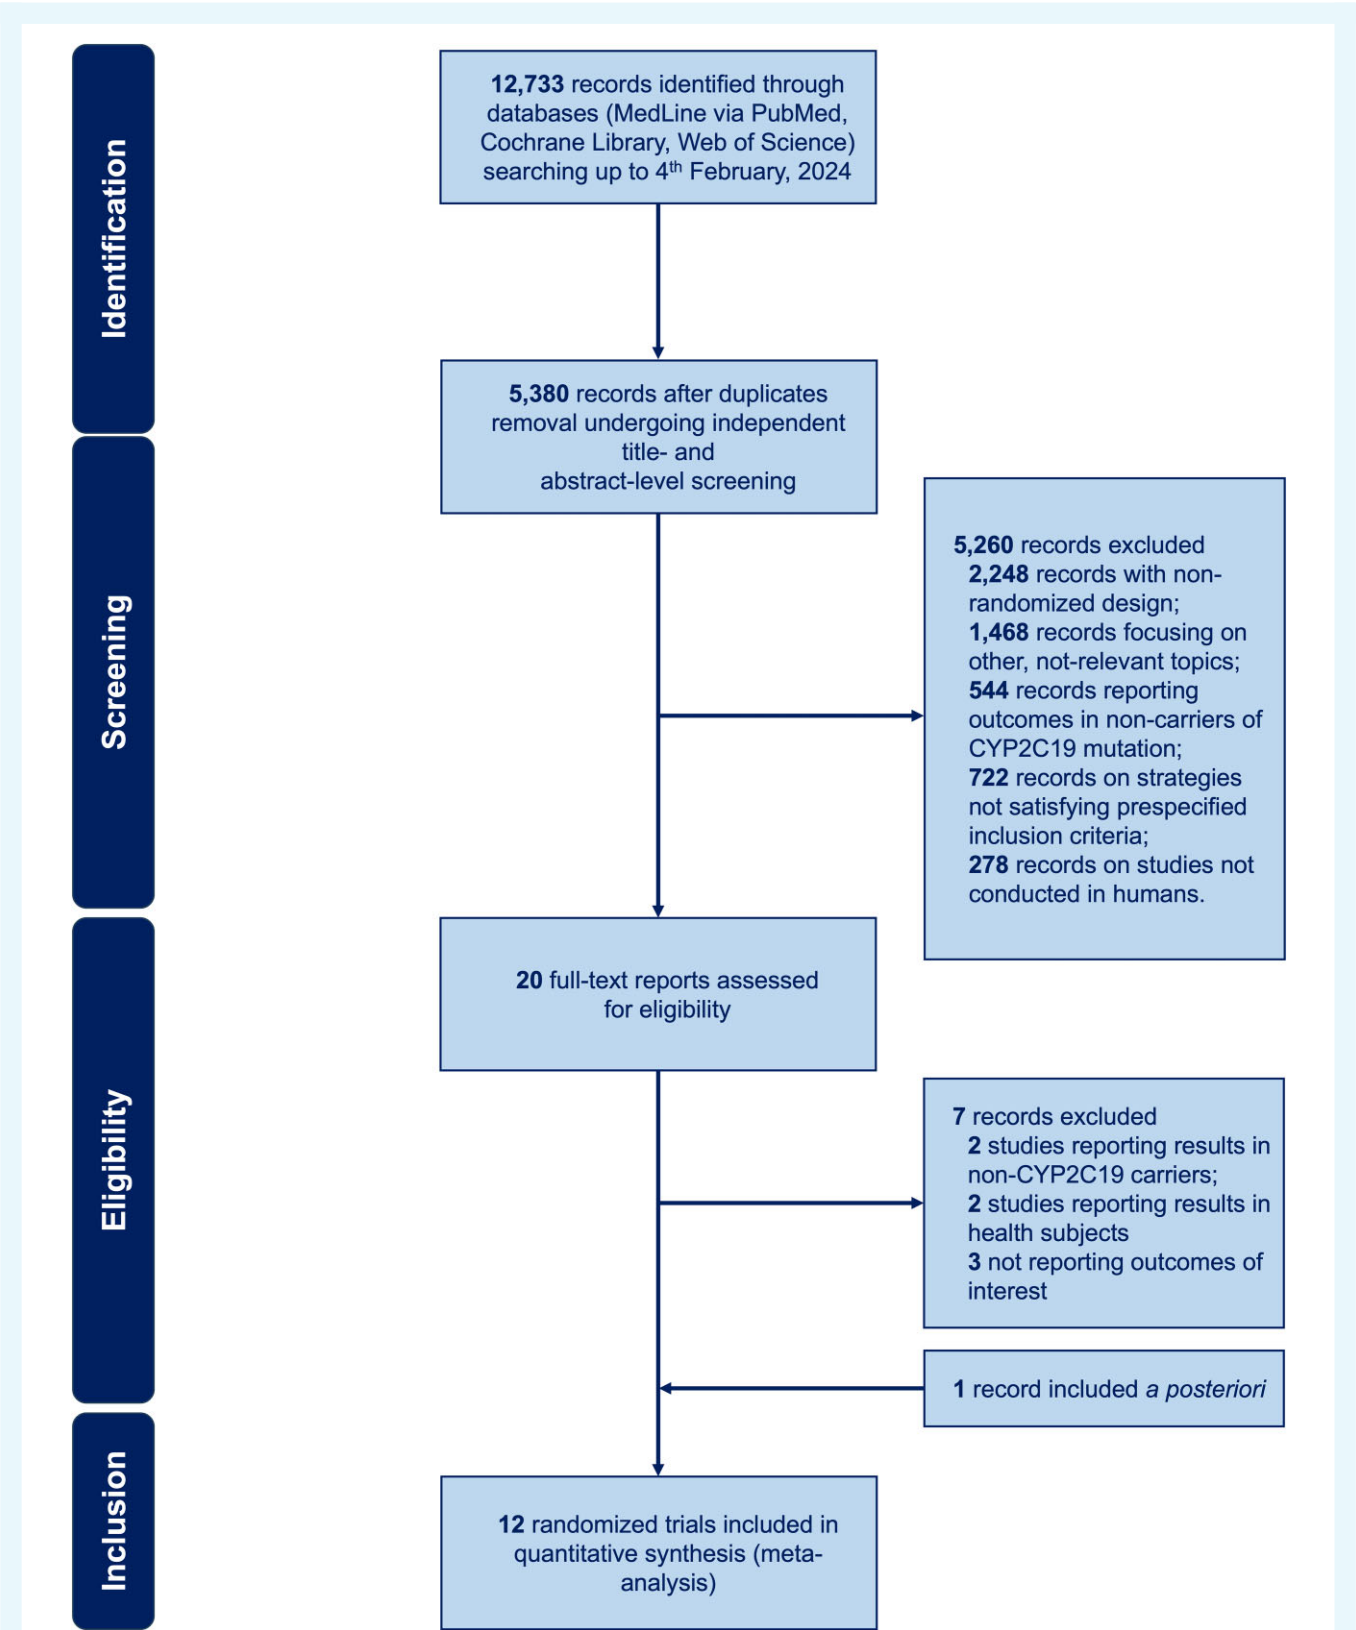 Identification
12,733 records identified through
databases (MedLine via PubMed,
Cochrane Library, Web of Science)
searching up to 4th February, 2024
5,380 records after duplicates
removal undergoing independent
title- and
abstract-level screening
Screening
5,260 records excluded
2,248 records with non-
randomized design;
1,468 records focusing on
other, not-relevant topics;
544 records reporting
outcomes in non-carriers of
CYP2C19 mutation;
722 records on strategies
not satisfying prespecified
inclusion criteria;
278 records on studies not
conducted in humans.
Eligibility
20 full-text reports assessed
for eligibility
7 records excluded
2 studies reporting results in
non-CYP2C19 carriers;
2 studies reporting results in
health subjects
3 not reporting outcomes of
interest
1 record included a posteriori
Inclusion
12 randomized trials included in
quantitative synthesis (meta-
analysis)